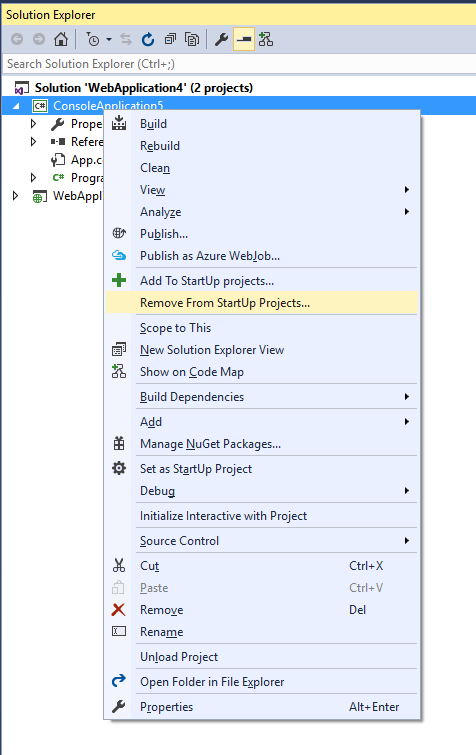 Solution Explorer
Search Solution Explorer (Ctrl+;)
Solution 'WebApplication4' (2 projects)
C# ConsoleApplication5
Prope
Refere
App.c
C# Progra
WebAppl
Build
Rebuild
Clean
View
Analyze
Publish...
Publish as Azure WebJob...
Add To StartUp projects...
Remove From StartUp Projects...
Scope to This
New Solution Explorer View
Show on Code Map
Build Dependencies
Add
Manage NuGet Packages...
Set as StartUp Project
Debug
Initialize Interactive with Project
Source Control
Cut Ctrl+X
Paste Ctrl+V
Remove Del
Rename
Unload Project
Open Folder in File Explorer
Properties Alt+Enter